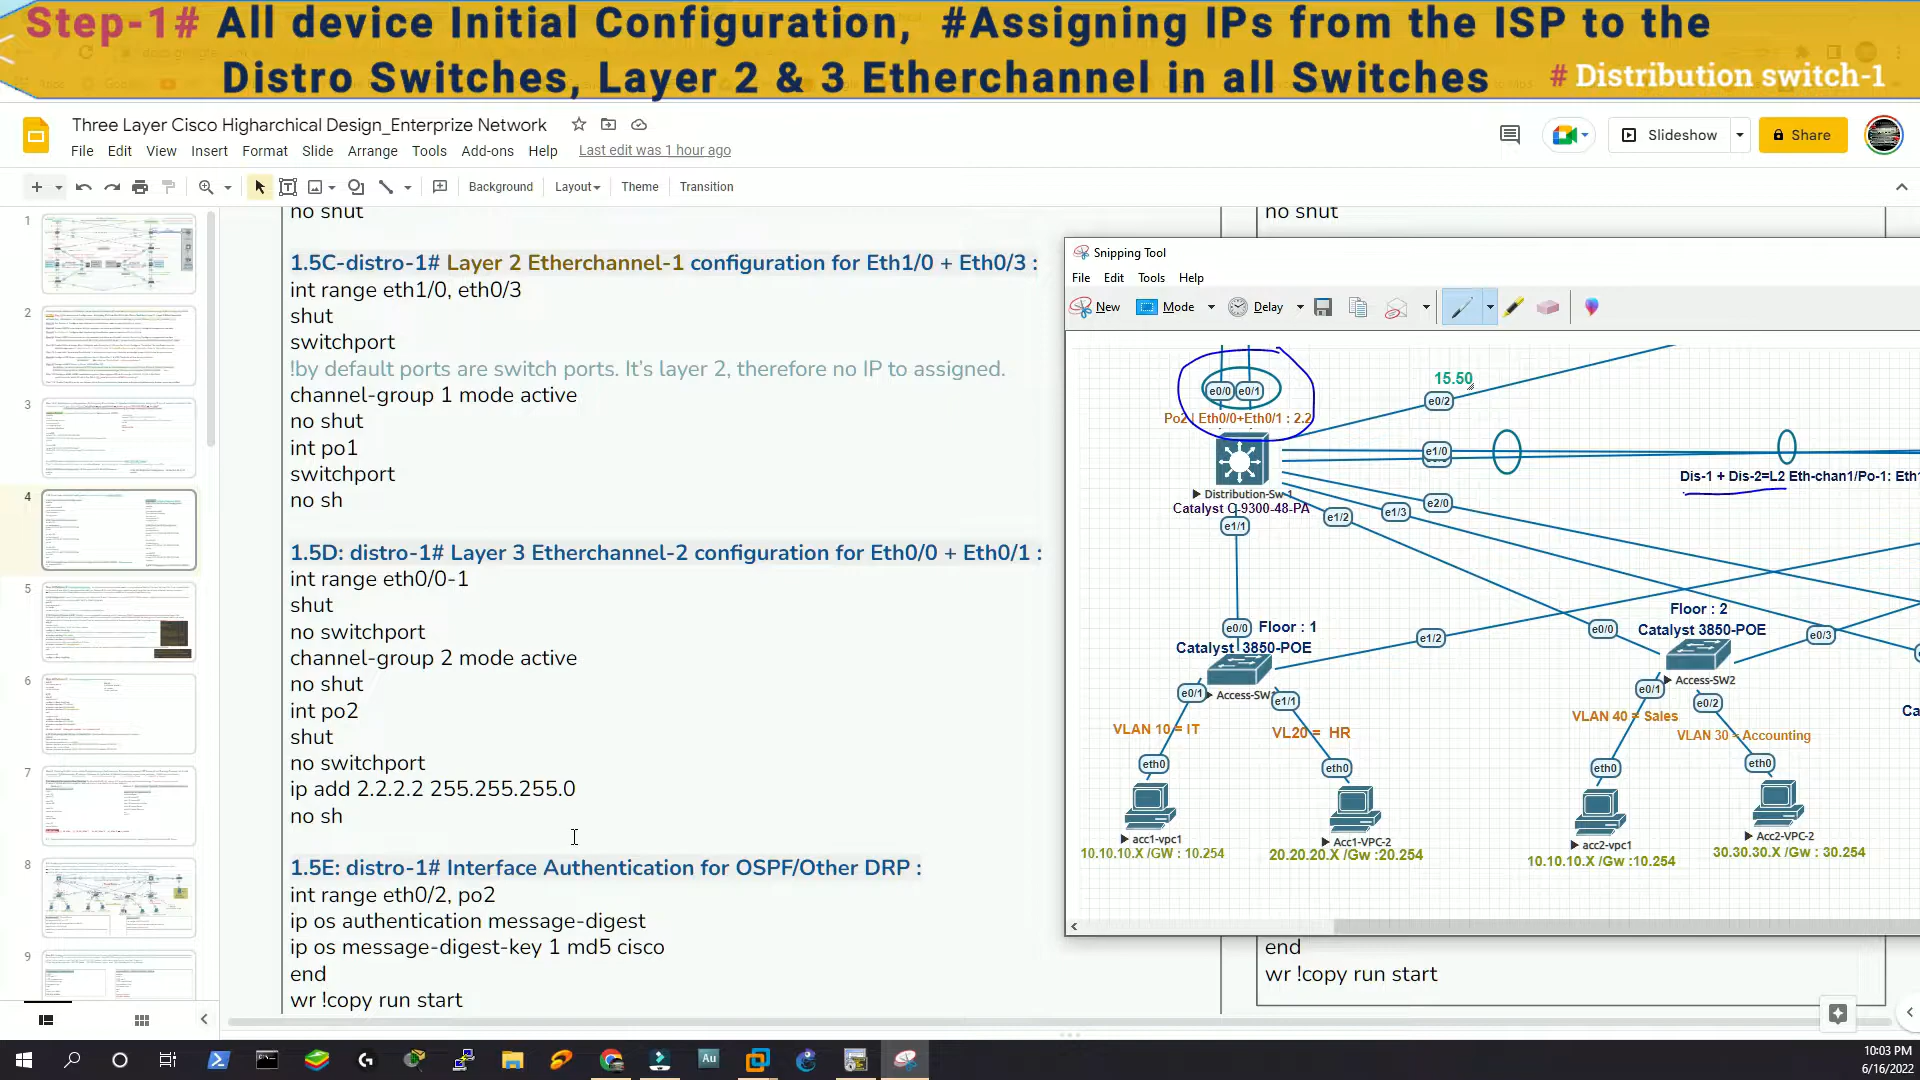 Step-1# All device Initial Configuration, #Assigning IPs from the ISP to the
Distro Switches, Layer 2 & 3 Etherchannel in all Switches # Distribution switch-1
Three Layer Cisco Higharchical Design_Enterprize Network
File Edit View Insert Format Slide Arrange Tools Add-ons Help Last edit was 1 hour ago
Slideshow
Share
Background Layout Theme Transition
1
2
3
4
5
6
7
8
9
no shut
1.5C-distro-1# Layer 2 Etherchannel-1 configuration for Eth1/0 + Eth0/3 :
int range eth1/0, eth0/3
shut
switchport
!by default ports are switch ports. It's layer 2, therefore no IP to assigned.
channel-group 1 mode active
no shut
int po1
switchport
no sh
1.5D: distro-1# Layer 3 Etherchannel-2 configuration for Eth0/0 + Eth0/1 :
int range eth0/0-1
shut
no switchport
channel-group 2 mode active
no shut
int po2
shut
no switchport
ip add 2.2.2.2 255.255.255.0
no sh
1.5E: distro-1# Interface Authentication for OSPF/Other DRP :
int range eth0/2, po2
ip os authentication message-digest
ip os message-digest-key 1 md5 cisco
end
wr !copy run start
no shut
Snipping Tool
File Edit Tools Help
New Mode Delay
15.50
e0/0 e0/1
e0/2
Po2 | Eth0/0+Eth0/1 : 2.2
e1/0
Dis-1 + Dis-2=L2 Eth-chan1/Po-1: Eth1
Distribution-Sw-1
Catalyst C-9300-48-PA
e2/0
e1/3
e1/2
e1/1
Floor : 1
Catalyst 3850-POE
e0/0
e1/2
Floor : 2
Catalyst 3850-POE
e0/0
e0/3
Access-SW1
e0/1
e1/1
Access-SW2
e0/1
e0/2
Ca
VLAN 10 = IT
VL20 = HR
VLAN 40 = Sales
VLAN 30 = Accounting
eth0
eth0
eth0
eth0
acc1-vpc1
10.10.10.X /GW : 10.254
Acc1-VPC-2
20.20.20.X /Gw :20.254
acc2-vpc1
10.10.10.X /Gw :10.254
Acc2-VPC-2
30.30.30.X /Gw : 30.254
end
wr !copy run start
Au
10:03 PM
6/16/2022